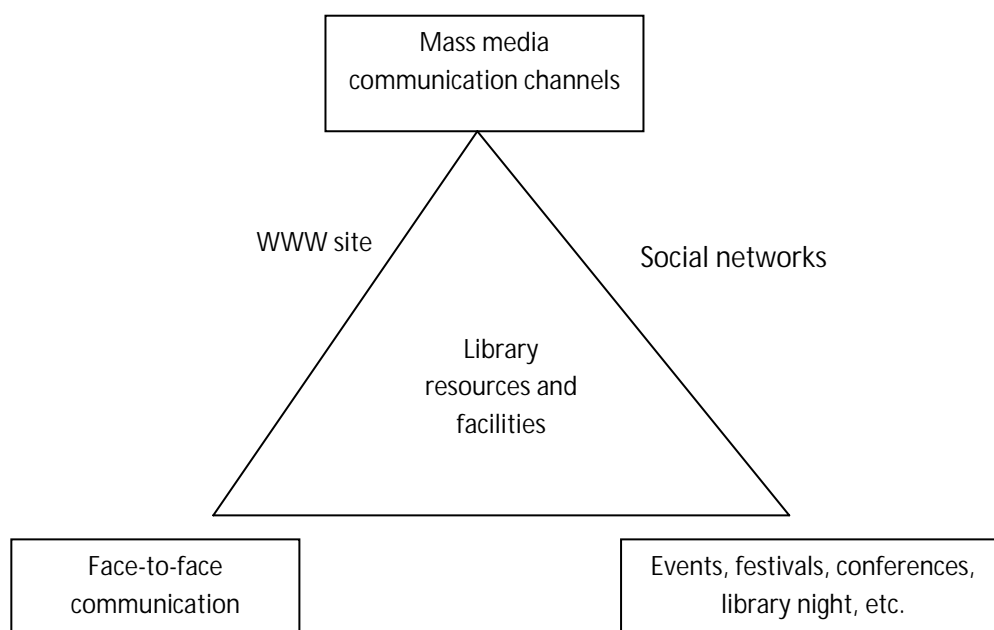 Mass media
communication channels
WWW site
Social networks
Library
resources and
facilities
Face-to-face
communication
Events, festivals, conferences,
library night, etc.